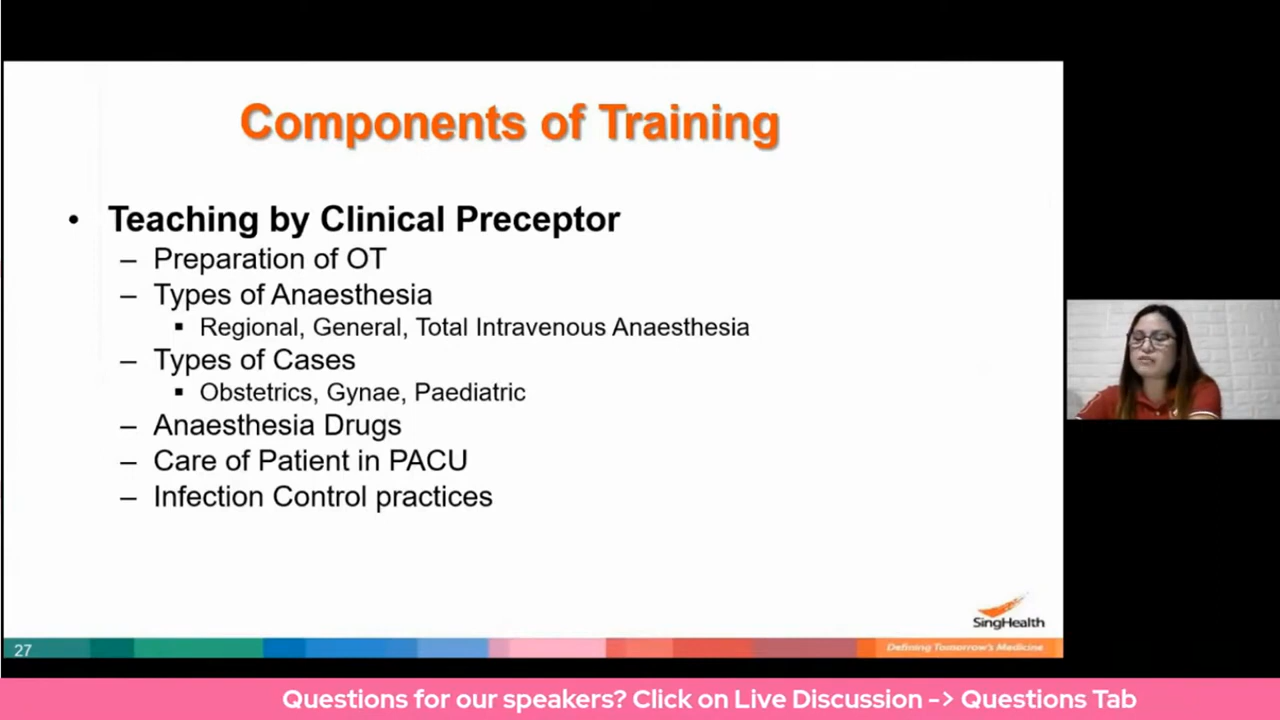 Components of Training
• Teaching by Clinical Preceptor
– Preparation of OT
– Types of Anaesthesia
▪ Regional, General, Total Intravenous Anaesthesia
– Types of Cases
▪ Obstetrics, Gynae, Paediatric
– Anaesthesia Drugs
– Care of Patient in PACU
– Infection Control practices
SingHealth
27
Defining Tomorrow's Medicine
Questions for our speakers? Click on Live Discussion -> Questions Tab